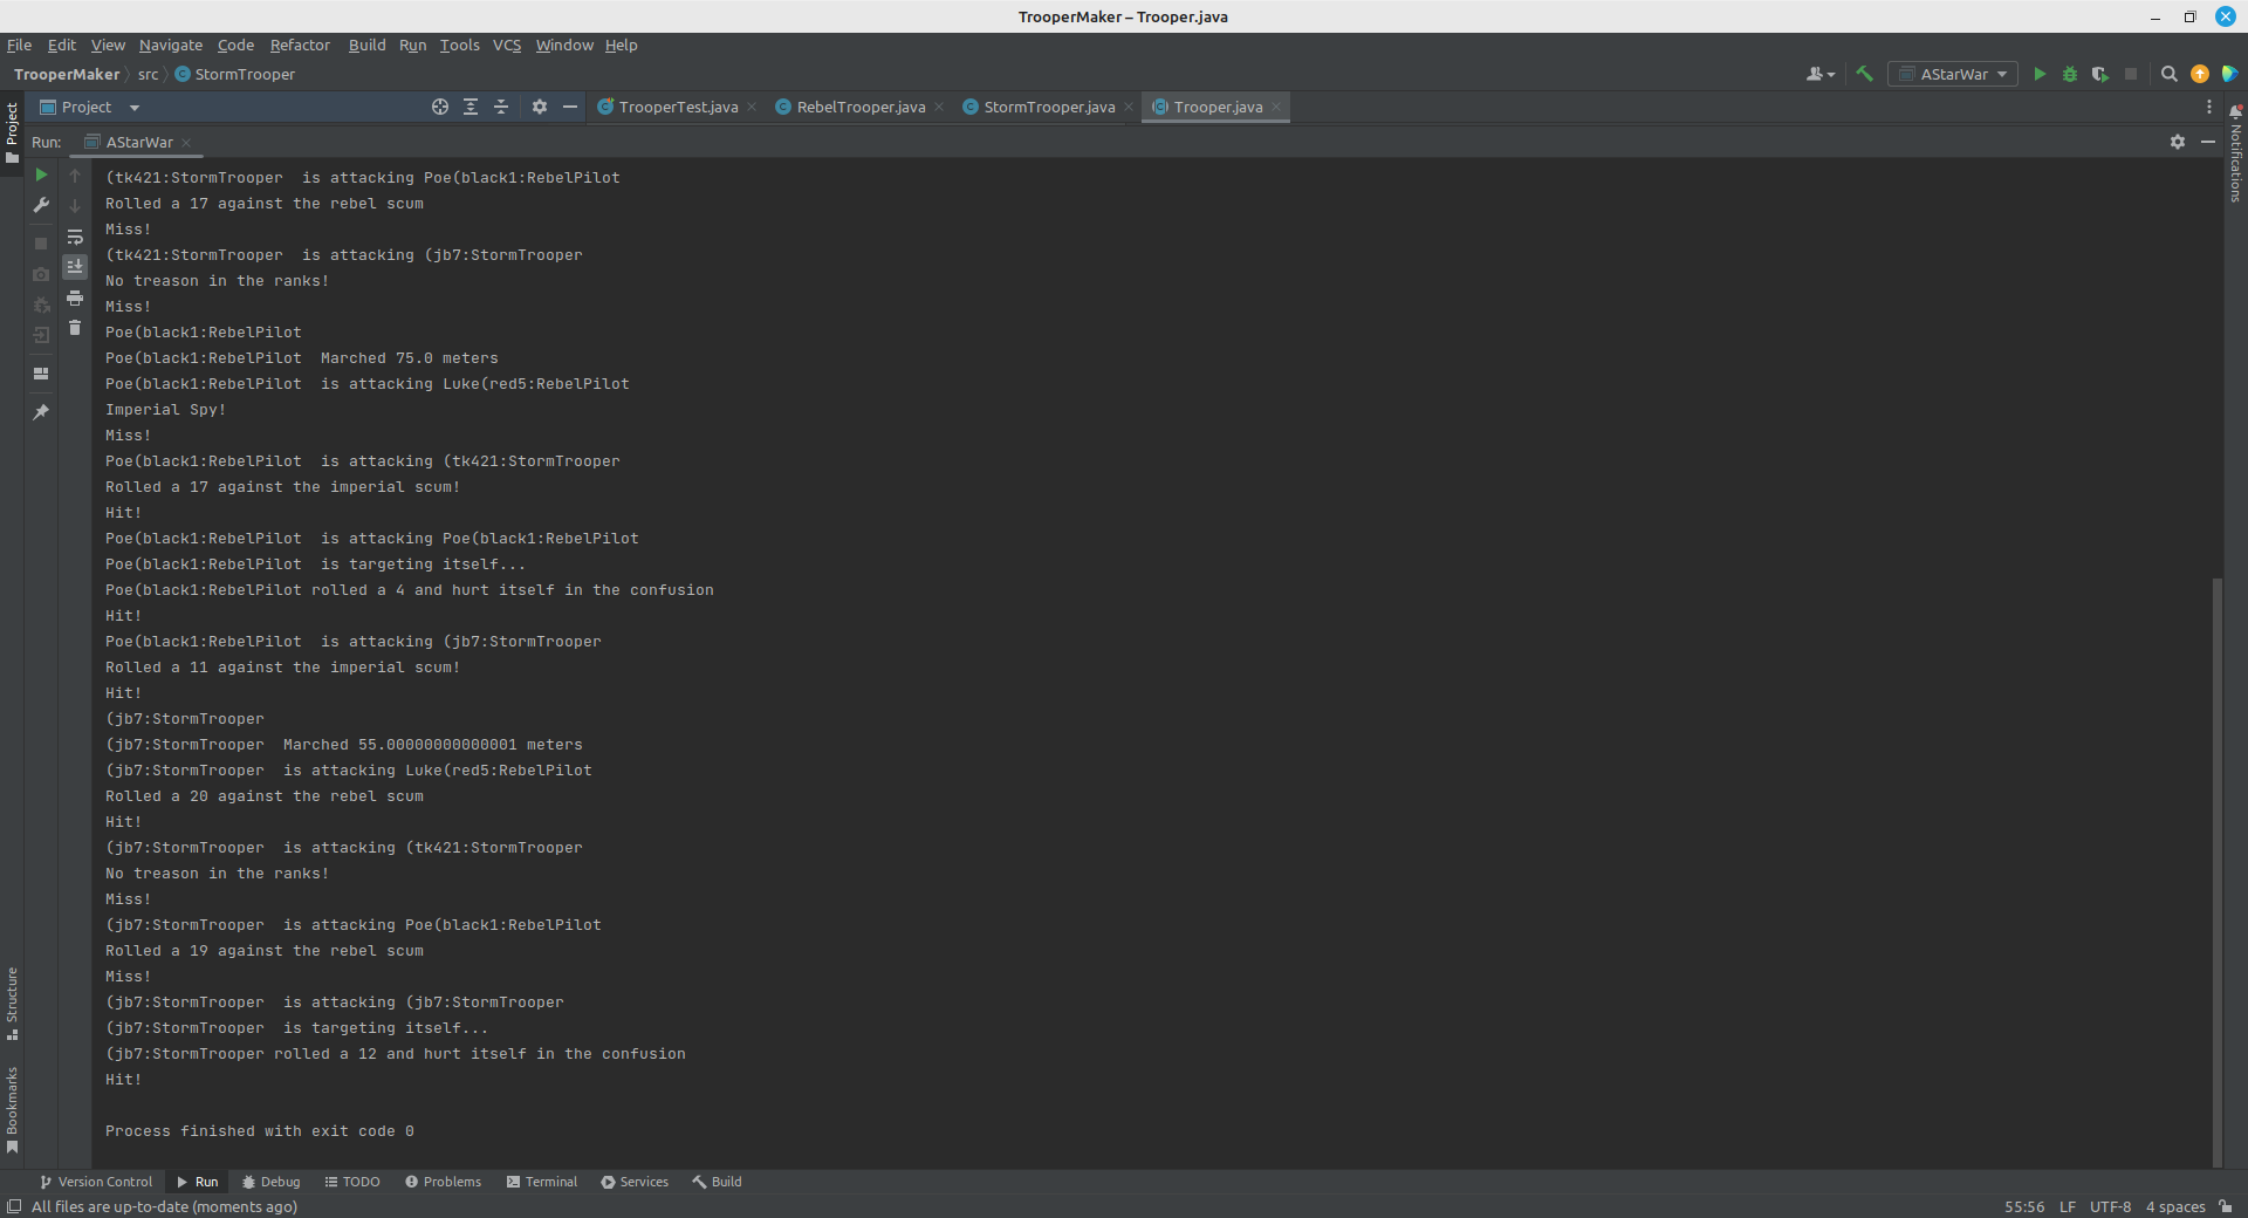 TrooperMaker – Trooper.java
File Edit View Navigate Code Refactor Build Run Tools VCS Window Help
TrooperMaker src StormTrooper AStarWar
Project TrooperTest.java RebelTrooper.java StormTrooper.java Trooper.java
Run: AStarWar
(tk421:StormTrooper  is attacking Poe(black1:RebelPilot
Rolled a 17 against the rebel scum
Miss!
(tk421:StormTrooper  is attacking (jb7:StormTrooper
No treason in the ranks!
Miss!
Poe(black1:RebelPilot
Poe(black1:RebelPilot  Marched 75.0 meters
Poe(black1:RebelPilot  is attacking Luke(red5:RebelPilot
Imperial Spy!
Miss!
Poe(black1:RebelPilot  is attacking (tk421:StormTrooper
Rolled a 17 against the imperial scum!
Hit!
Poe(black1:RebelPilot  is attacking Poe(black1:RebelPilot
Poe(black1:RebelPilot  is targeting itself...
Poe(black1:RebelPilot rolled a 4 and hurt itself in the confusion
Hit!
Poe(black1:RebelPilot  is attacking (jb7:StormTrooper
Rolled a 11 against the imperial scum!
Hit!
(jb7:StormTrooper
(jb7:StormTrooper  Marched 55.00000000000001 meters
(jb7:StormTrooper  is attacking Luke(red5:RebelPilot
Rolled a 20 against the rebel scum
Hit!
(jb7:StormTrooper  is attacking (tk421:StormTrooper
No treason in the ranks!
Miss!
(jb7:StormTrooper  is attacking Poe(black1:RebelPilot
Rolled a 19 against the rebel scum
Miss!
(jb7:StormTrooper  is attacking (jb7:StormTrooper
(jb7:StormTrooper  is targeting itself...
(jb7:StormTrooper rolled a 12 and hurt itself in the confusion
Hit!
Process finished with exit code 0
Project
Structure
Bookmarks
Notifications
Version Control Run Debug TODO Problems Terminal Services Build
All files are up-to-date (moments ago) 55:56 LF UTF-8 4 spaces